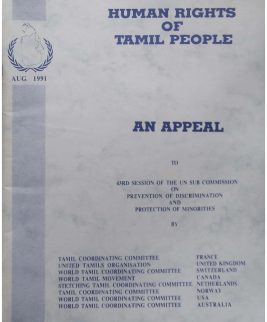 HUMAN RIGHTS
OF
TAMIL PEOPLE
AUG. 1991
AN APPEAL
TO
43RD SESSION OF THE UN SUB COMMISSION
ON
PREVENTION OF DISCRIMINATION
AND
PROTECTION OF MINORITIES
BY
TAMIL COORDINATING COMMITTEE FRANCE
UNIFIED TAMILS ORGANISATION UNITED KINGDOM
WORLD TAMIL COORDINATING COMMITTEE SWITZERLAND
WORLD TAMIL MOVEMENT CANADA
STICHTING TAMIL COORDINATING COMMITTEE NETHERLANDS
TAMIL COORDINATING COMMITTEE NORWAY
WORLD TAMIL COORDINATING COMMITTEE USA
WORLD TAMIL COORDINATING COMMITTEE AUSTRALIA